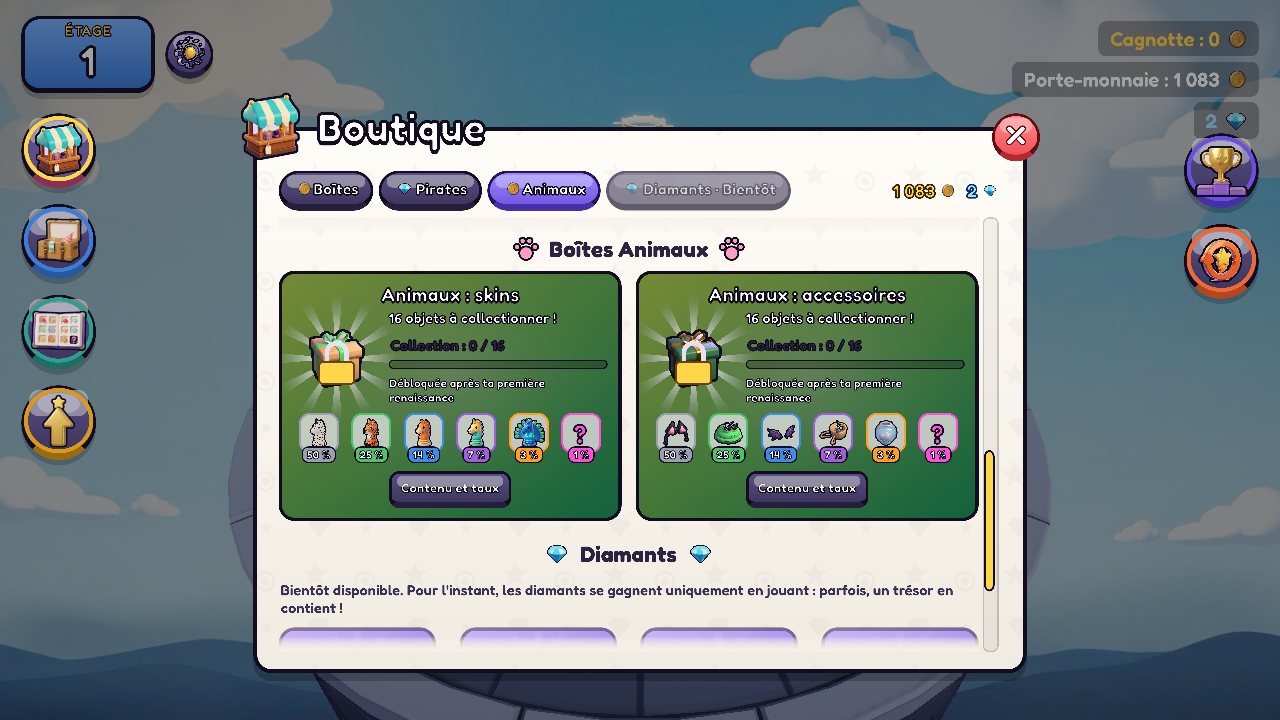 ÉTAGE
1
Cagnotte : 0
Porte-monnaie : 1 083
2
Boutique
Boîtes
Pirates
Animaux
Diamants · Bientôt
1 083
2
Boîtes Animaux
Animaux : skins
16 objets à collectionner !
Collection : 0 / 16
Débloquée après ta première
renaissance
50 %
25 %
14 %
7 %
3 %
?
1 %
Contenu et taux
Animaux : accessoires
16 objets à collectionner !
Collection : 0 / 16
Débloquée après ta première
renaissance
50 %
25 %
14 %
7 %
3 %
?
1 %
Contenu et taux
Diamants
Bientôt disponible. Pour l'instant, les diamants se gagnent uniquement en jouant : parfois, un trésor en
contient !